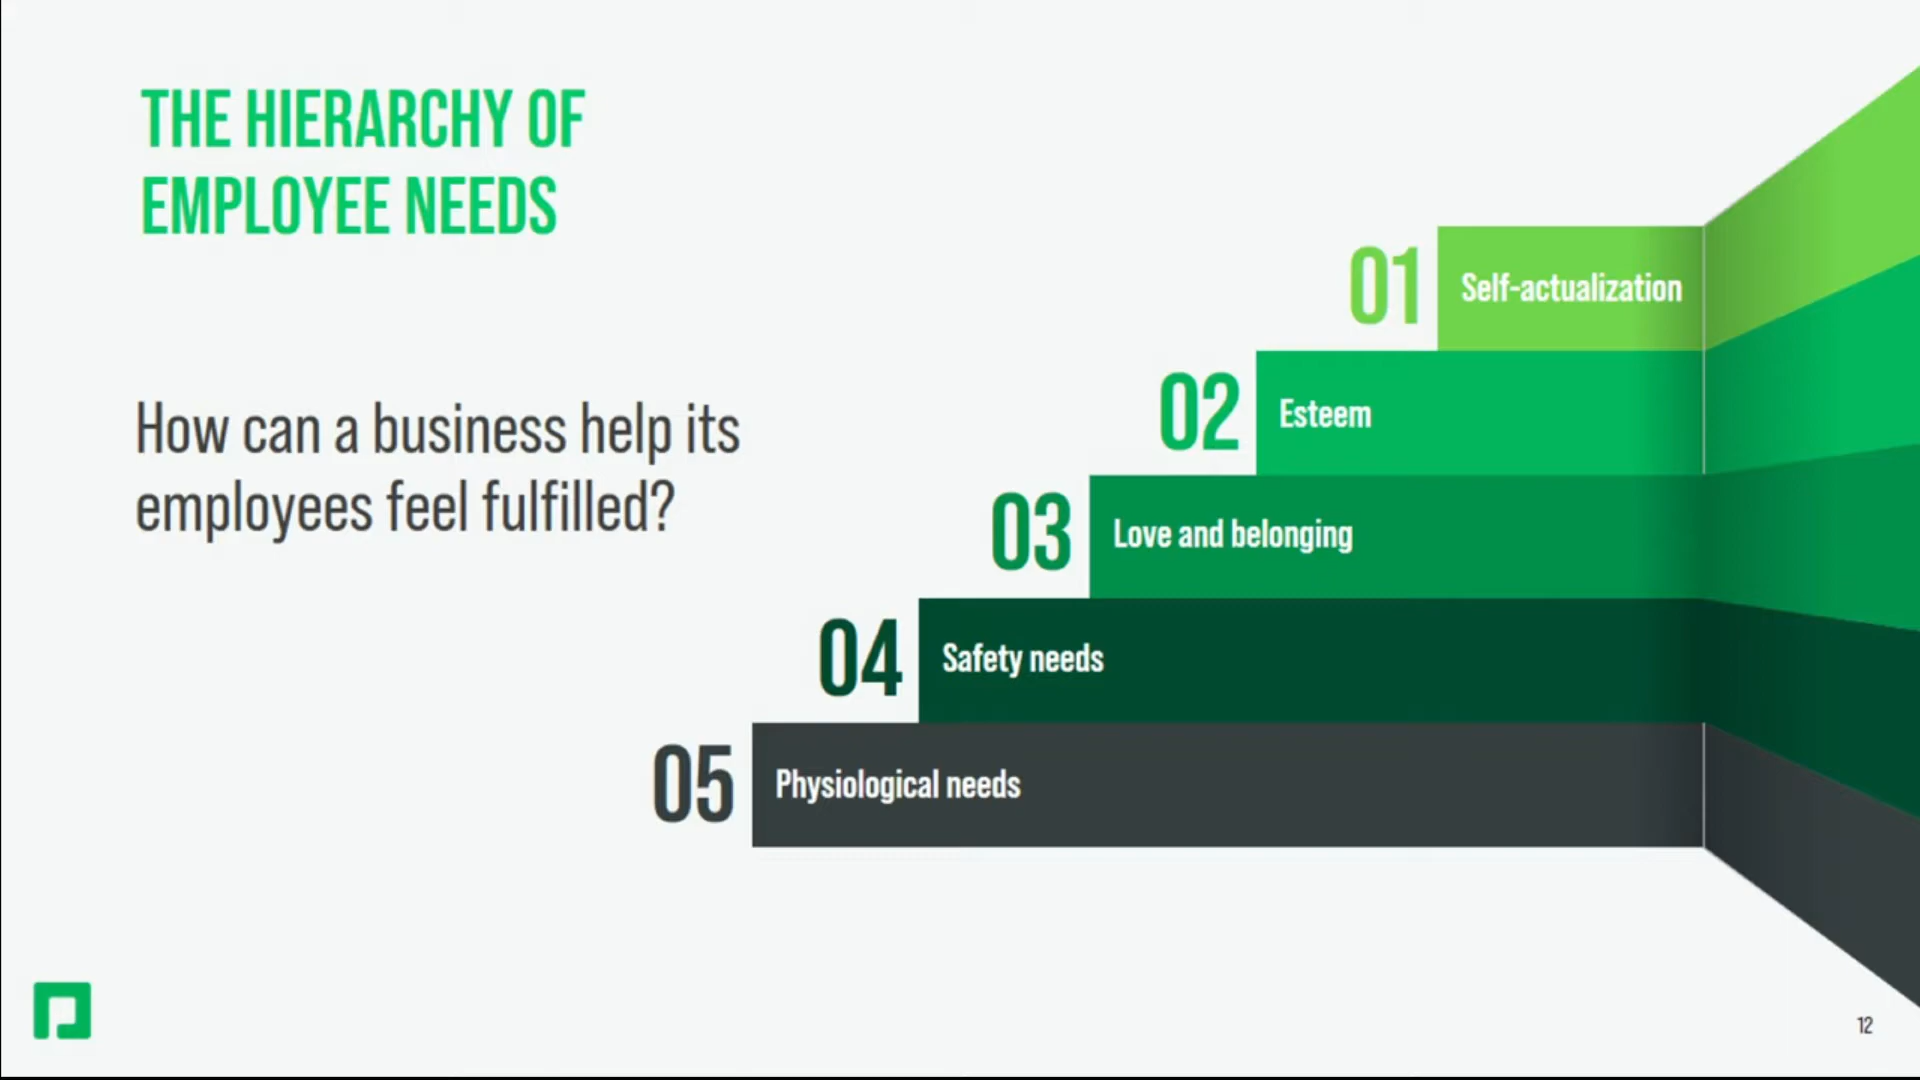 THE HIERARCHY OF
EMPLOYEE NEEDS
How can a business help its
employees feel fulfilled?
01 Self-actualization
02 Esteem
03 Love and belonging
04 Safety needs
05 Physiological needs
12